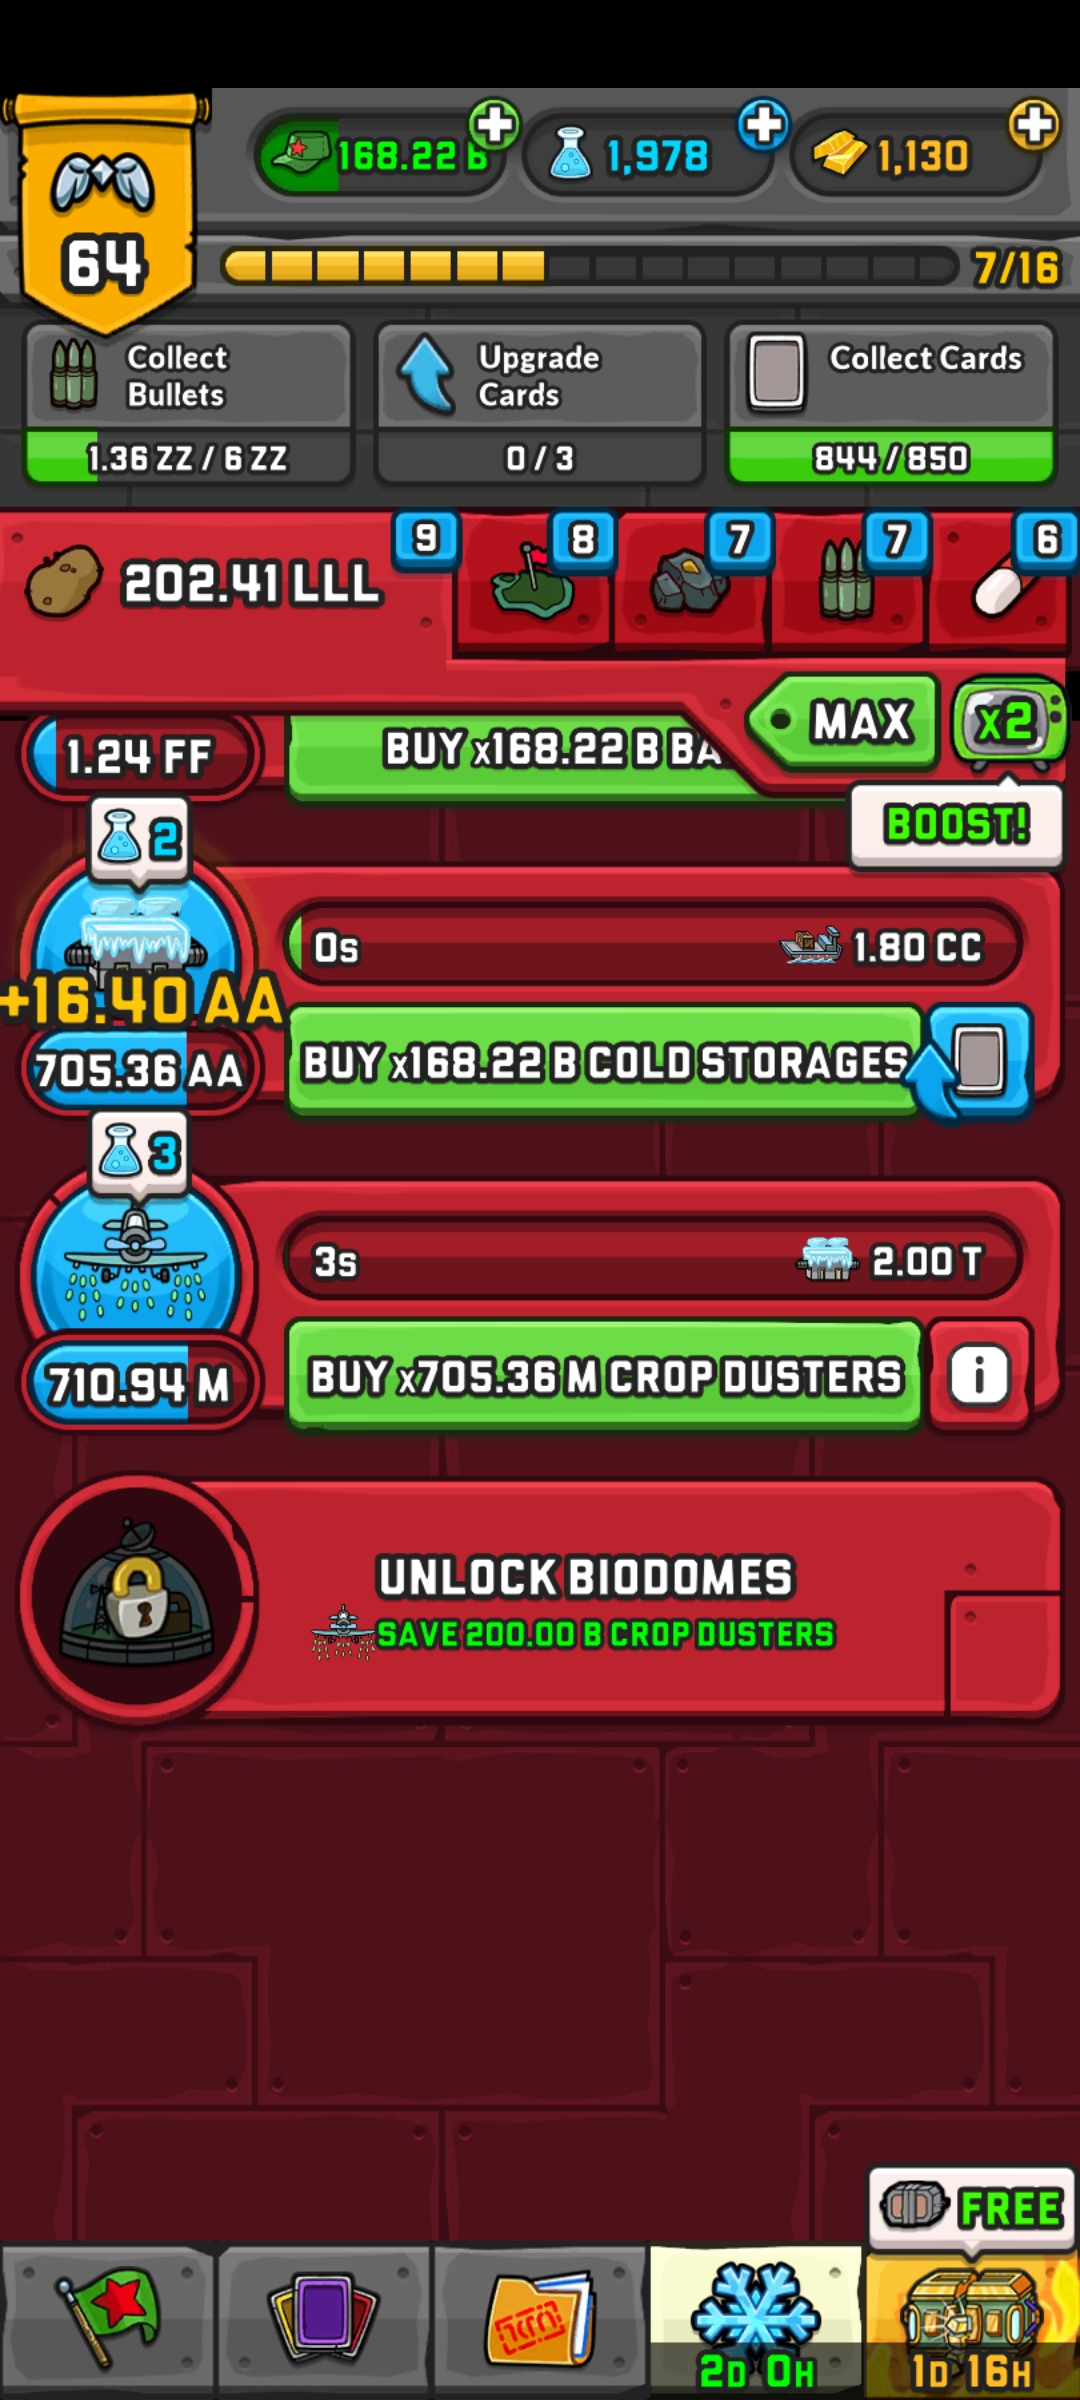 168.22 B
1,978
1,130
64
7/16
Collect
Bullets
Upgrade
Cards
Collect Cards
1.36 ZZ / 6 ZZ
0 / 3
844 / 850
9
8
7
7
6
202.41 LLL
MAX
x2
1.24 FF
BUY x168.22 B BA
BOOST!
2
0s
1.80 CC
+16.40 AA
705.36 AA
BUY x168.22 B COLD STORAGES
3
3s
2.00 T
710.94 M
BUY x705.36 M CROP DUSTERS
i
UNLOCK BIODOMES
SAVE 200.00 B CROP DUSTERS
FREE
2D 0H
1D 16H